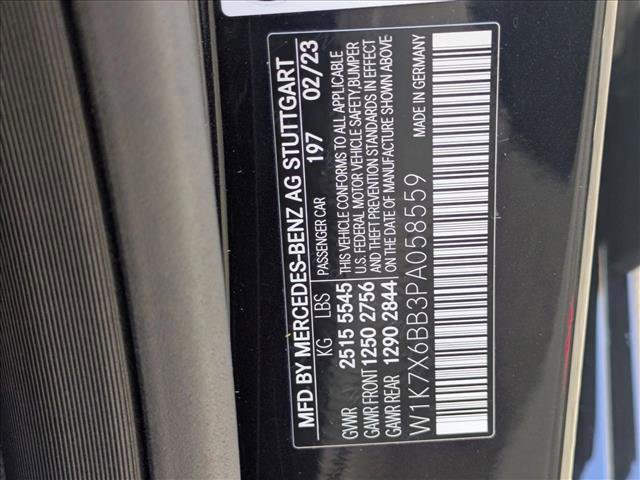 MFD BY MERCEDES-BENZ AG STUTTGART
KG LBS PASSENGER CAR 197 02/23
GVWR 2515 5545 THIS VEHICLE CONFORMS TO ALL APPLICABLE
U.S. FEDERAL MOTOR VEHICLE SAFETY,BUMPER
GAWR FRONT 1250 2756 AND THEFT PREVENTION STANDARDS IN EFFECT
GAWR REAR 1290 2844 ON THE DATE OF MANUFACTURE SHOWN ABOVE
MADE IN GERMANY
W1K7X6BB3PA058559